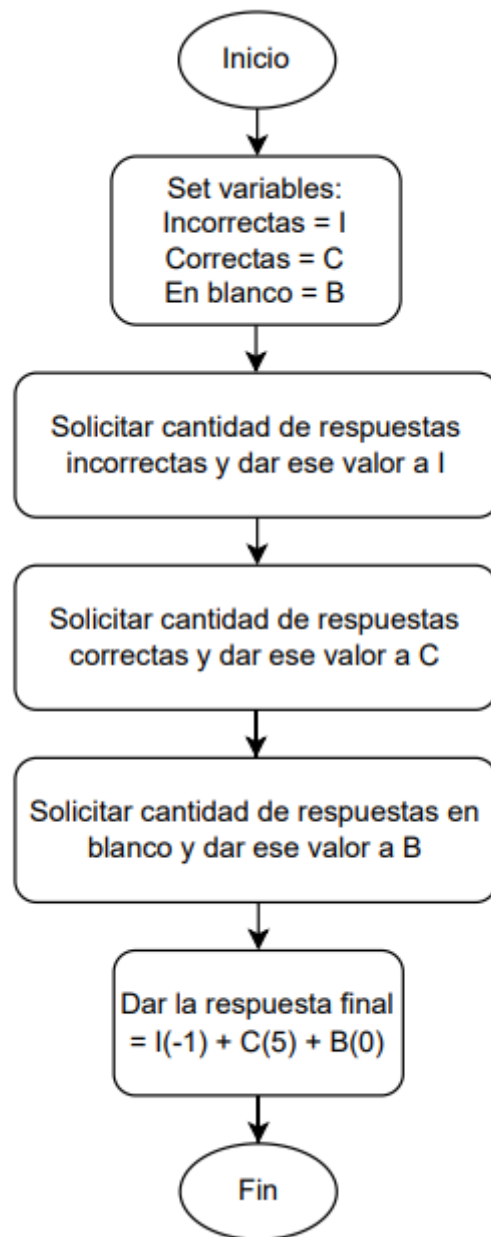 Inicio
Set variables:
Incorrectas = I
Correctas = C
En blanco = B
Solicitar cantidad de respuestas
incorrectas y dar ese valor a I
Solicitar cantidad de respuestas
correctas y dar ese valor a C
Solicitar cantidad de respuestas en
blanco y dar ese valor a B
Dar la respuesta final
= I(-1) + C(5) + B(0)
Fin